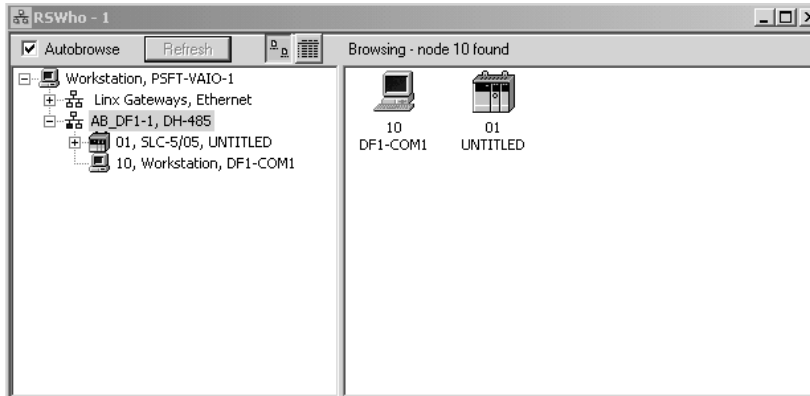 RSWho - 1
Autobrowse
Refresh
Browsing - node 10 found
Workstation, PSFT-VAIO-1
Linx Gateways, Ethernet
AB_DF1-1, DH-485
01, SLC-5/05, UNTITLED
10, Workstation, DF1-COM1
10
DF1-COM1
01
UNTITLED